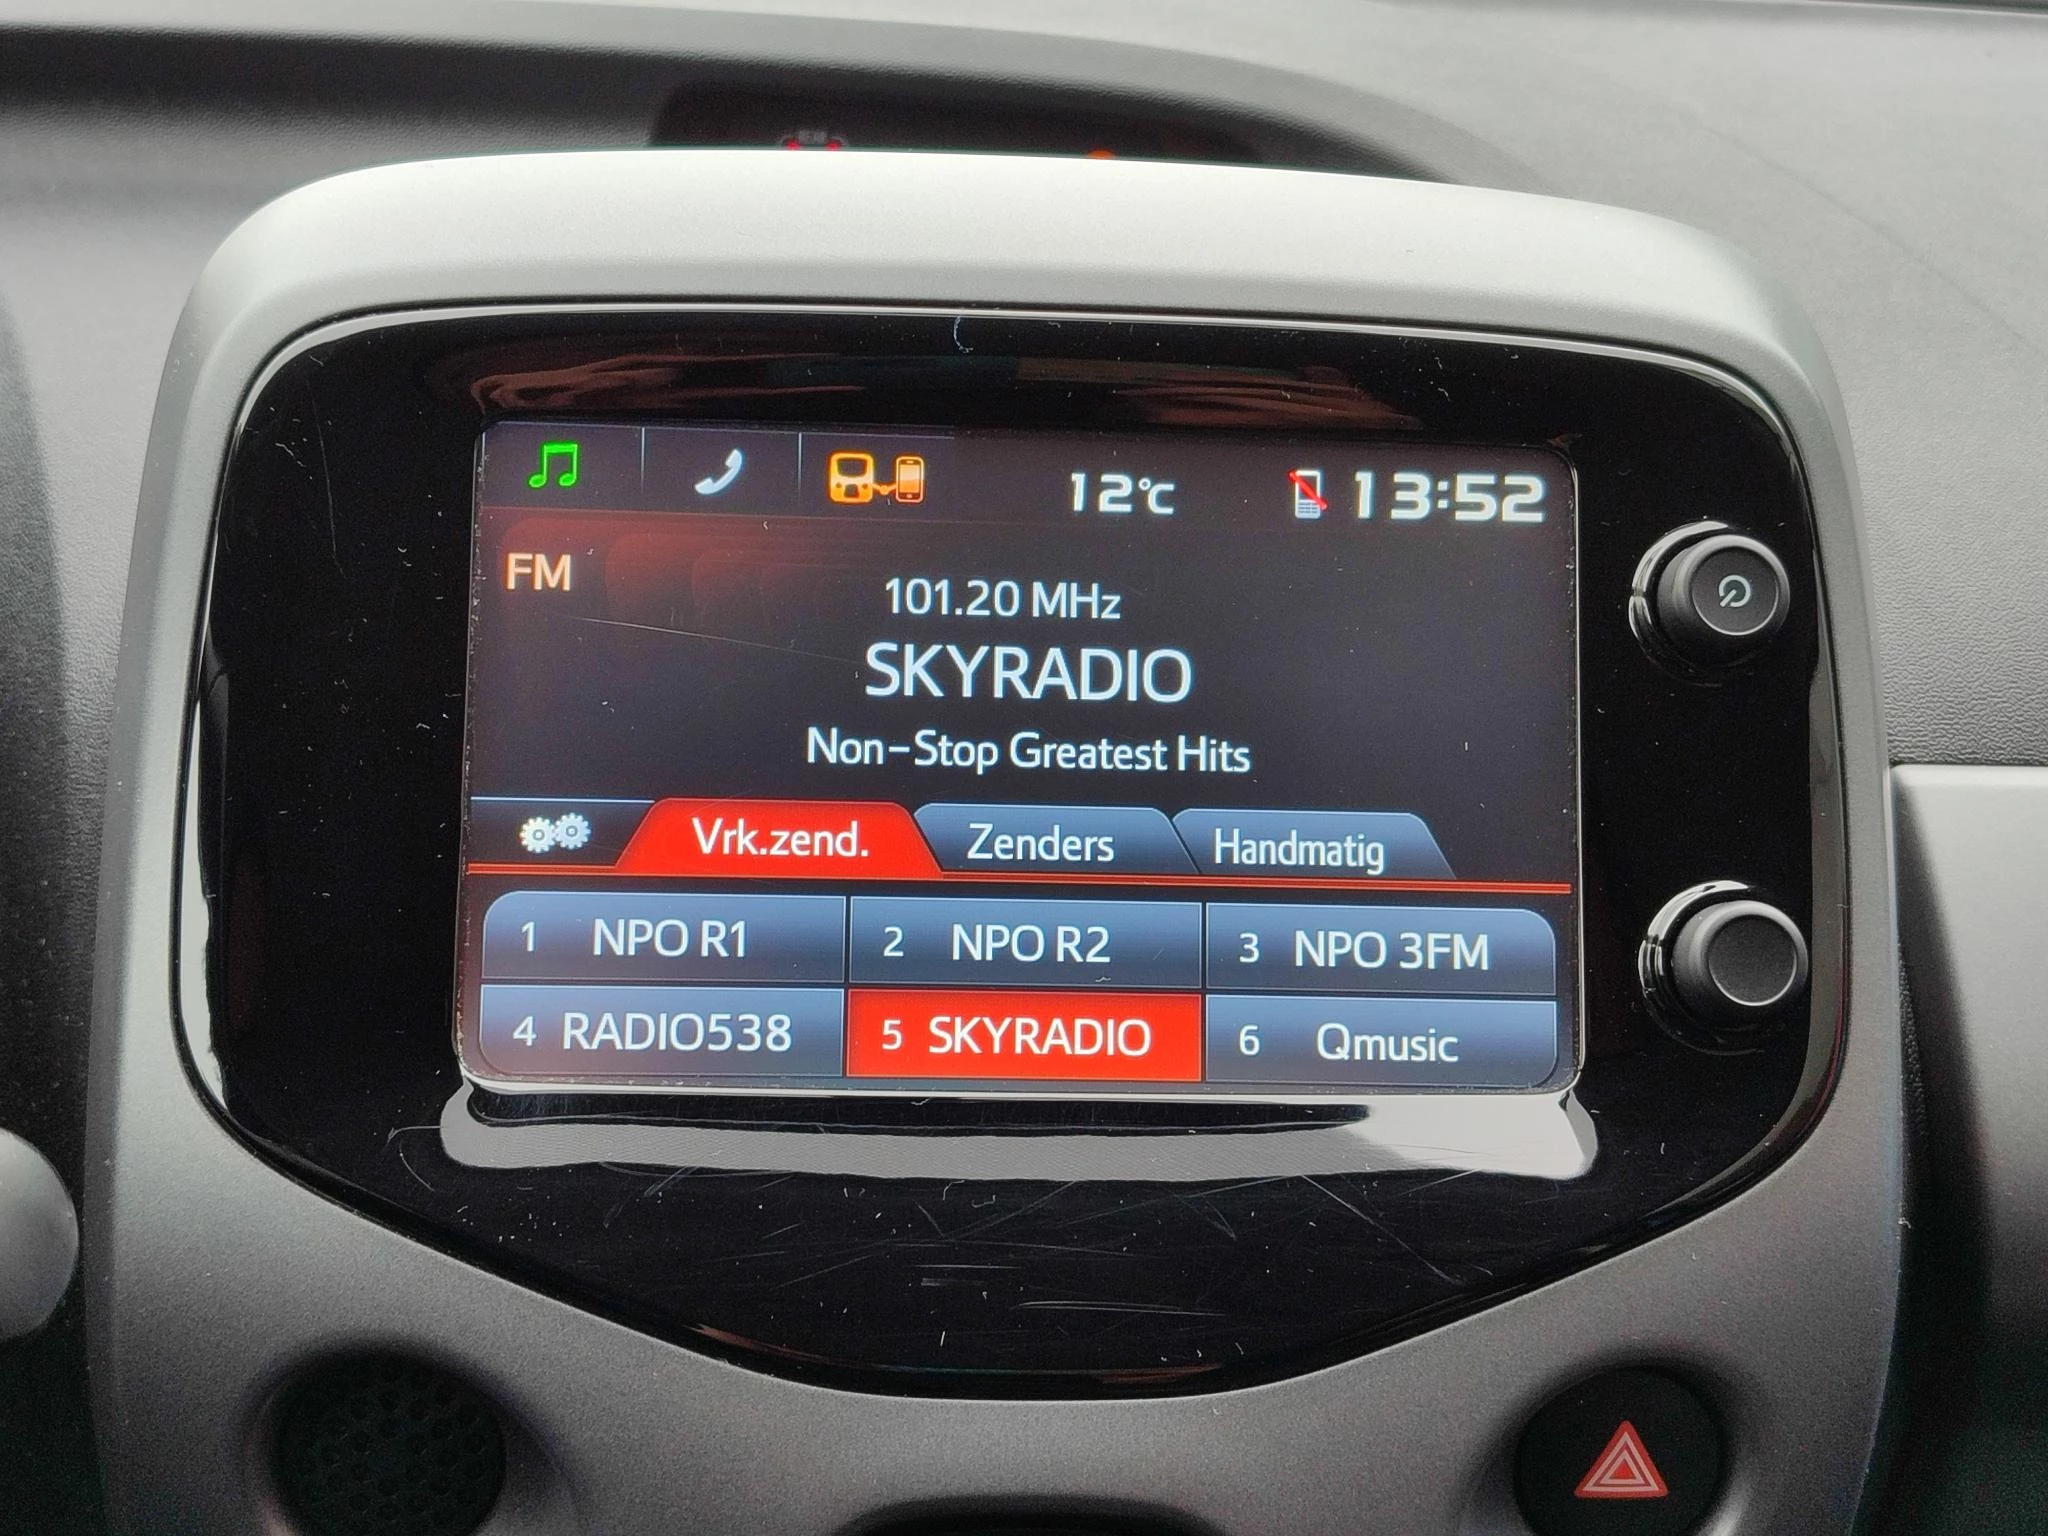 12°C 13:52
FM
101.20 MHz
SKYRADIO
Non-Stop Greatest Hits
Vrk.zend. Zenders Handmatig
1 NPO R1 2 NPO R2 3 NPO 3FM
4 RADIO538 5 SKYRADIO 6 Qmusic